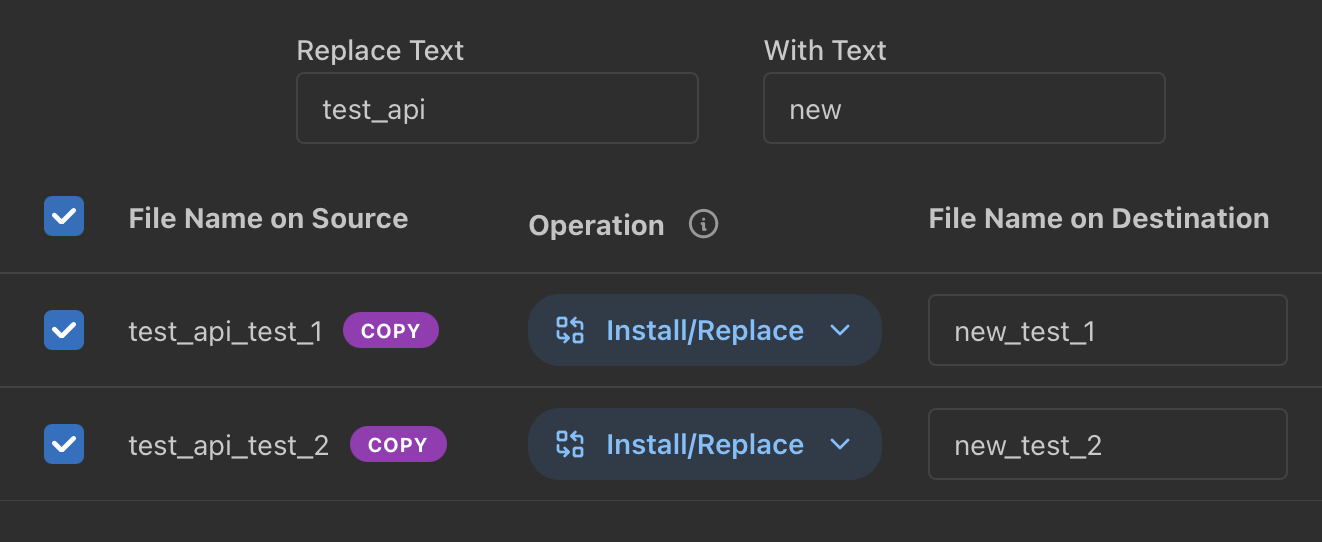 Replace Text With Text
test_api new
File Name on Source Operation File Name on Destination
test_api_test_1 COPY Install/Replace new_test_1
test_api_test_2 COPY Install/Replace new_test_2